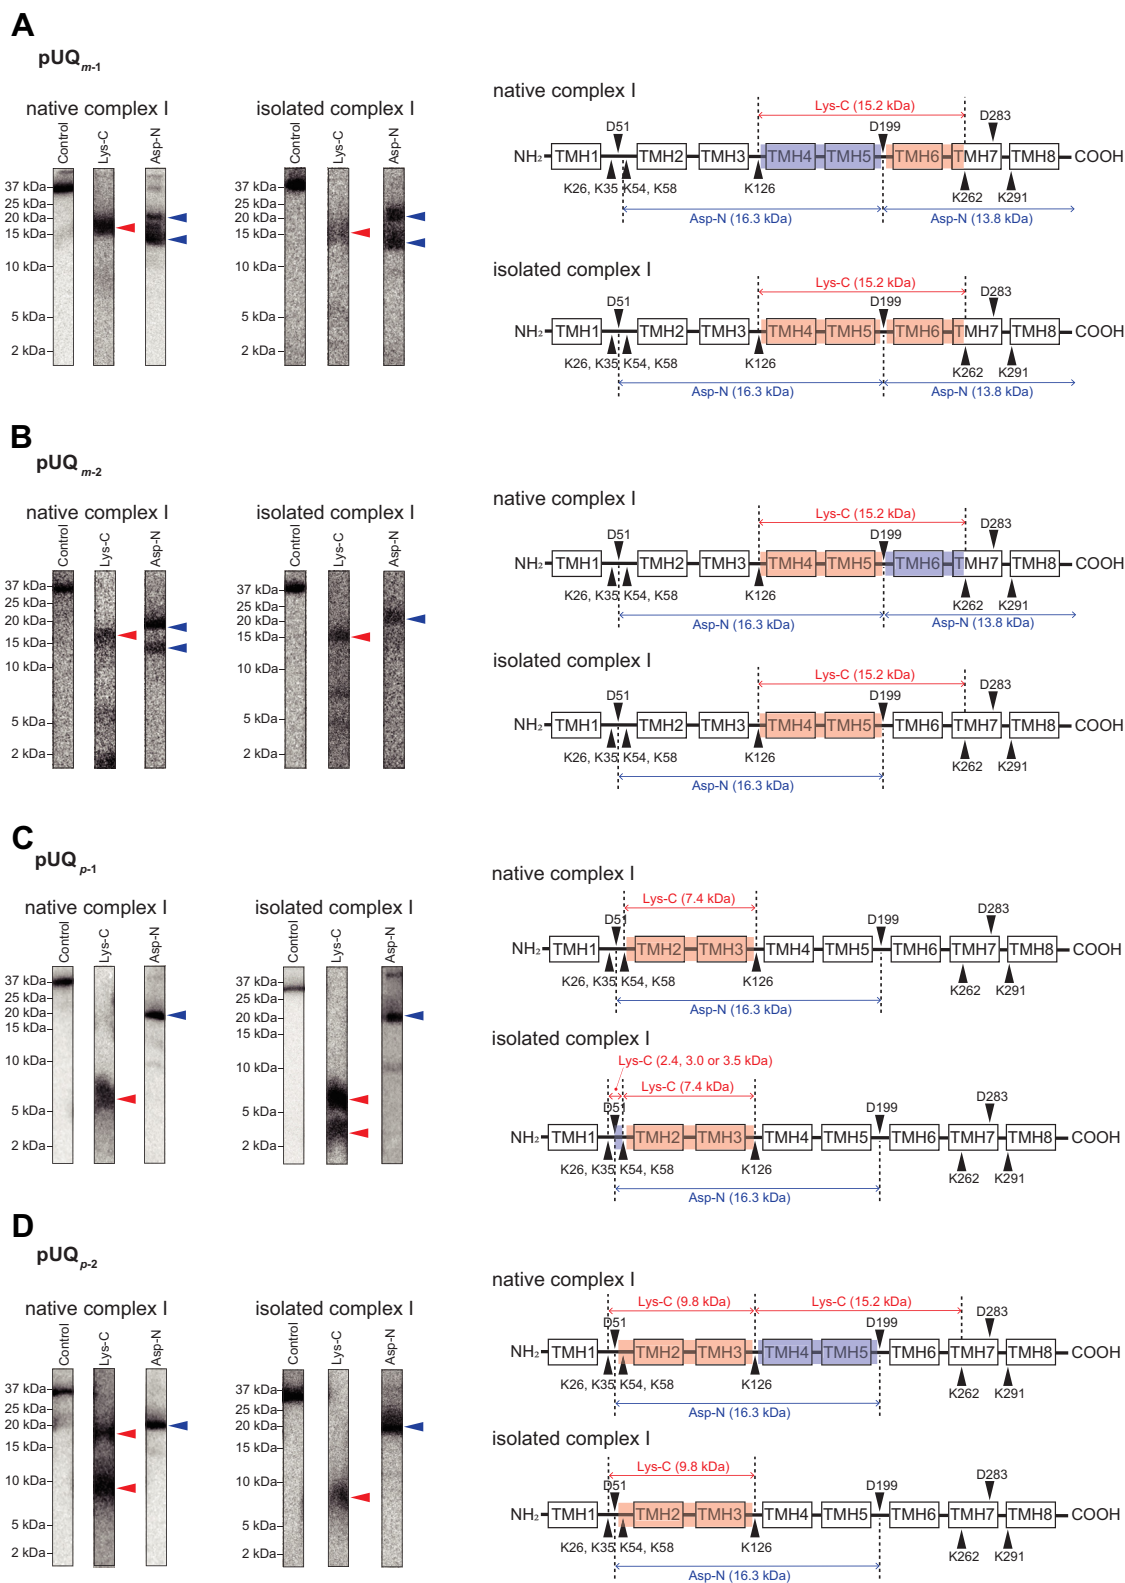 A
pUQm-1
native complex I
isolated complex I
Control
Lys-C
Asp-N
Control
Lys-C
Asp-N
37 kDa
25 kDa
20 kDa
15 kDa
10 kDa
5 kDa
2 kDa
37 kDa
25 kDa
20 kDa
15 kDa
10 kDa
5 kDa
2 kDa
native complex I
Lys-C (15.2 kDa)
D51 D199 D283
NH2 TMH1 TMH2 TMH3 TMH4 TMH5 TMH6 TMH7 TMH8 COOH
K26, K35 K54, K58 K126 K262 K291
Asp-N (16.3 kDa) Asp-N (13.8 kDa)
isolated complex I
Lys-C (15.2 kDa)
D51 D199 D283
NH2 TMH1 TMH2 TMH3 TMH4 TMH5 TMH6 TMH7 TMH8 COOH
K26, K35 K54, K58 K126 K262 K291
Asp-N (16.3 kDa) Asp-N (13.8 kDa)
B
pUQm-2
native complex I
isolated complex I
Control
Lys-C
Asp-N
Control
Lys-C
Asp-N
37 kDa
25 kDa
20 kDa
15 kDa
10 kDa
5 kDa
2 kDa
37 kDa
25 kDa
20 kDa
15 kDa
10 kDa
5 kDa
2 kDa
native complex I
Lys-C (15.2 kDa)
D51 D199 D283
NH2 TMH1 TMH2 TMH3 TMH4 TMH5 TMH6 TMH7 TMH8 COOH
K26, K35 K54, K58 K126 K262 K291
Asp-N (16.3 kDa) Asp-N (13.8 kDa)
isolated complex I
Lys-C (15.2 kDa)
D51 D199 D283
NH2 TMH1 TMH2 TMH3 TMH4 TMH5 TMH6 TMH7 TMH8 COOH
K26, K35 K54, K58 K126 K262 K291
Asp-N (16.3 kDa)
C
pUQp-1
native complex I
isolated complex I
Control
Lys-C
Asp-N
Control
Lys-C
Asp-N
37 kDa
25 kDa
20 kDa
15 kDa
10 kDa
5 kDa
2 kDa
37 kDa
25 kDa
20 kDa
15 kDa
10 kDa
5 kDa
2 kDa
native complex I
Lys-C (7.4 kDa)
D51 D199 D283
NH2 TMH1 TMH2 TMH3 TMH4 TMH5 TMH6 TMH7 TMH8 COOH
K26, K35 K54, K58 K126 K262 K291
Asp-N (16.3 kDa)
isolated complex I
Lys-C (2.4, 3.0 or 3.5 kDa)
Lys-C (7.4 kDa)
D51 D199 D283
NH2 TMH1 TMH2 TMH3 TMH4 TMH5 TMH6 TMH7 TMH8 COOH
K26, K35 K54, K58 K126 K262 K291
Asp-N (16.3 kDa)
D
pUQp-2
native complex I
isolated complex I
Control
Lys-C
Asp-N
Control
Lys-C
Asp-N
37 kDa
25 kDa
20 kDa
15 kDa
10 kDa
5 kDa
2 kDa
37 kDa
25 kDa
20 kDa
15 kDa
10 kDa
5 kDa
2 kDa
native complex I
Lys-C (9.8 kDa) Lys-C (15.2 kDa)
D51 D199 D283
NH2 TMH1 TMH2 TMH3 TMH4 TMH5 TMH6 TMH7 TMH8 COOH
K26, K35 K54, K58 K126 K262 K291
Asp-N (16.3 kDa)
isolated complex I
Lys-C (9.8 kDa)
D51 D199 D283
NH2 TMH1 TMH2 TMH3 TMH4 TMH5 TMH6 TMH7 TMH8 COOH
K26, K35 K54, K58 K126 K262 K291
Asp-N (16.3 kDa)